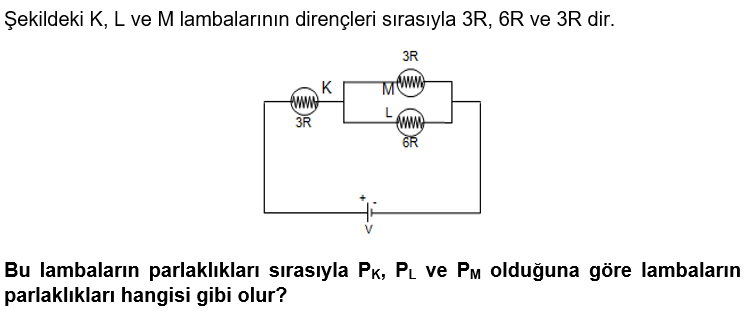 Şekildeki K, L ve M lambalarının dirençleri sırasıyla 3R, 6R ve 3R dir.
3R
K
M
L
3R
6R
+ -
V
Bu lambaların parlaklıkları sırasıyla PK, PL ve PM olduğuna göre lambaların
parlaklıkları hangisi gibi olur?